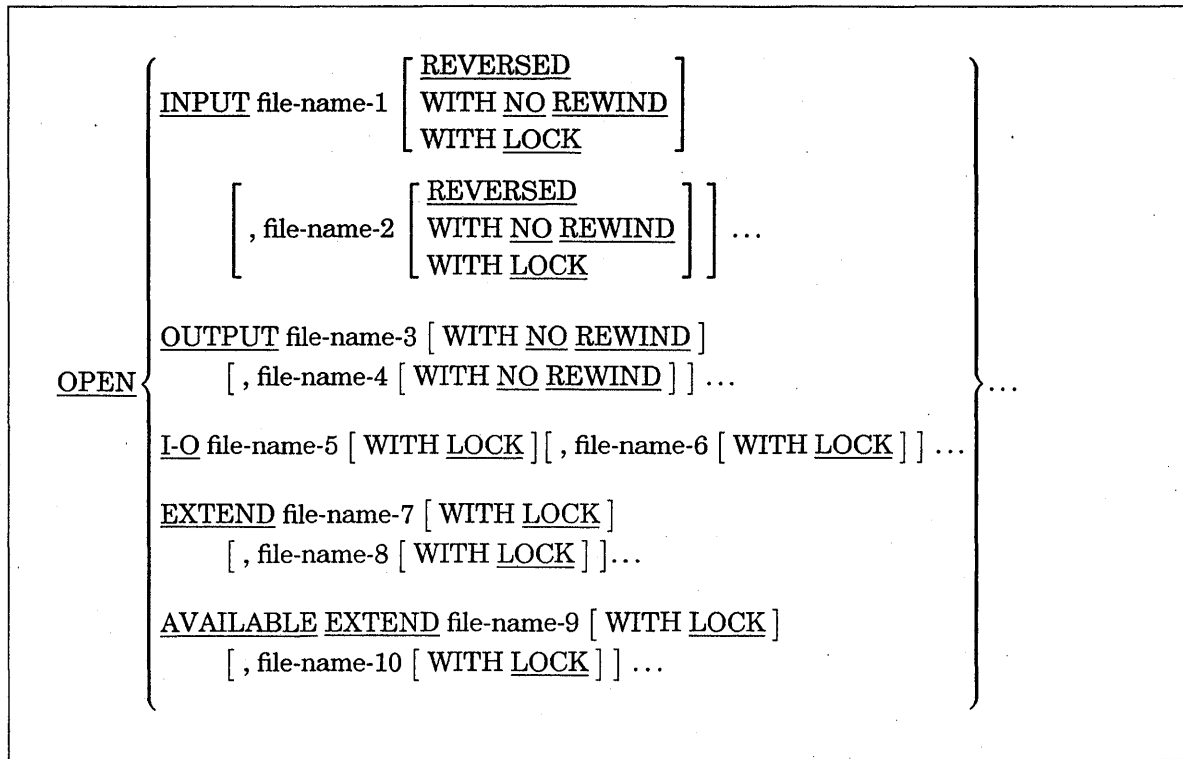 REVERSED
INPUT file-name-1 [ WITH NO REWIND ]
WITH LOCK
REVERSED
[ , file-name-2 [ WITH NO REWIND ] ] ...
WITH LOCK
OUTPUT file-name-3 [ WITH NO REWIND ]
OPEN { [ , file-name-4 [ WITH NO REWIND ] ] ... } ...
I-O file-name-5 [ WITH LOCK ] [ , file-name-6 [ WITH LOCK ] ] ...
EXTEND file-name-7 [ WITH LOCK ]
[ , file-name-8 [ WITH LOCK ] ]...
AVAILABLE EXTEND file-name-9 [ WITH LOCK ]
[ , file-name-10 [ WITH LOCK ] ] ...